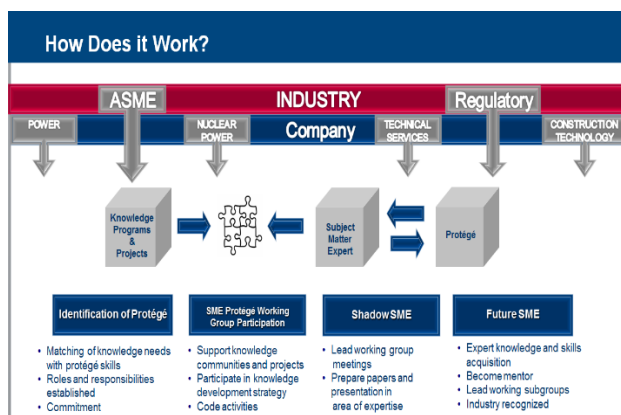 How Does it Work?
ASME INDUSTRY Regulatory
POWER NUCLEAR POWER Company TECHNICAL SERVICES CONSTRUCTION TECHNOLOGY
Knowledge
Programs
&
Projects
Subject
Matter
Expert
Protégé
Identification of Protégé
• Matching of knowledge needs
with protégé skills
• Roles and responsibilities
established
• Commitment
SME Protégé Working
Group Participation
• Support knowledge
communities and projects
• Participate in knowledge
development strategy
• Code activities
Shadow SME
• Lead working group
meetings
• Prepare papers and
presentation in
area of expertise
Future SME
• Expert knowledge and skills
acquisition
• Become mentor
• Lead working subgroups
• Industry recognized